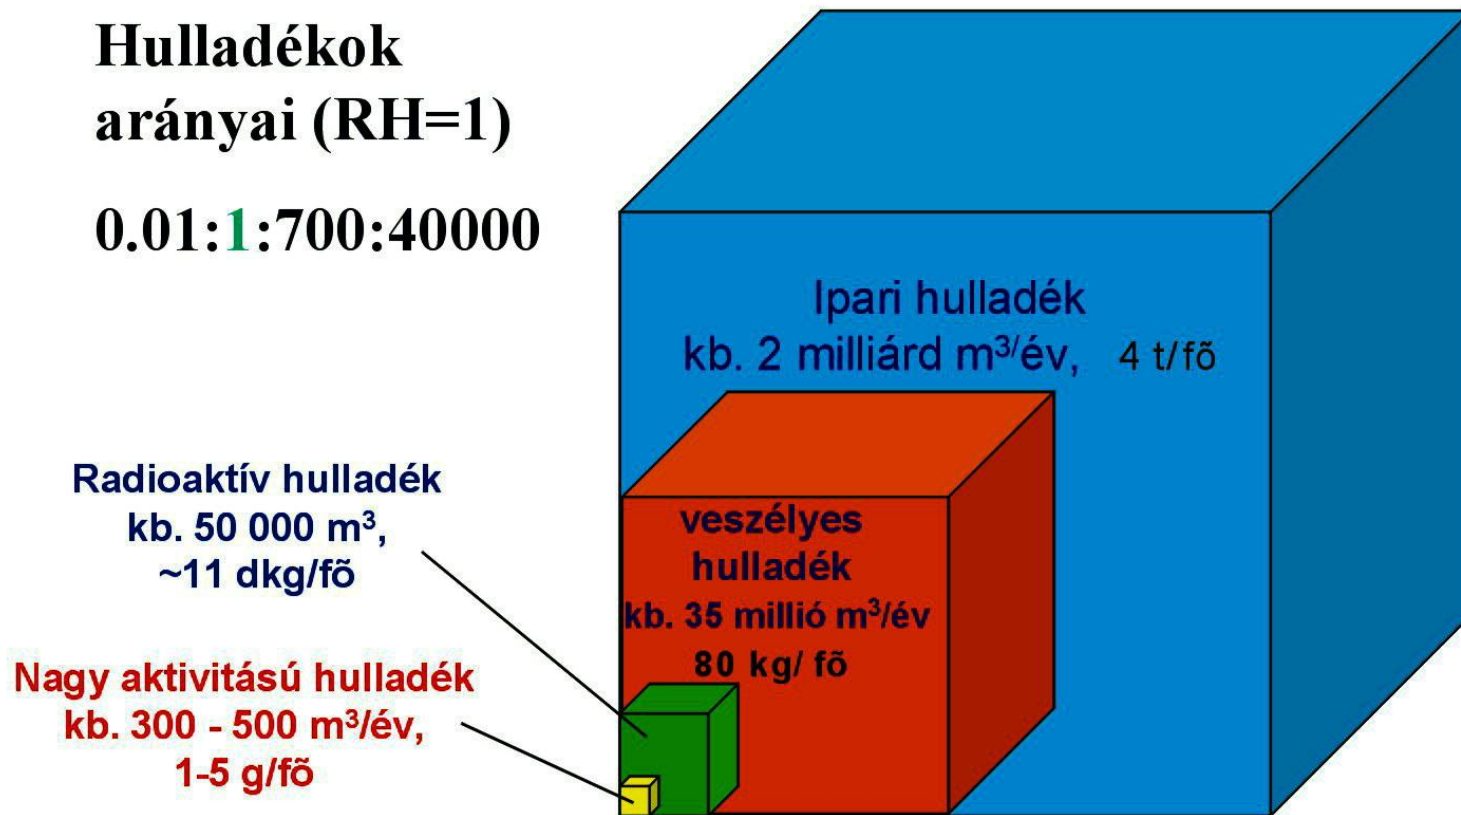 Hulladékok
arányai (RH=1)
0.01:1:700:40000
Ipari hulladék
kb. 2 milliárd m³/év, 4 t/fõ
Radioaktív hulladék
kb. 50 000 m³,
~11 dkg/fõ
veszélyes
hulladék
kb. 35 millió m³/év
80 kg/ fõ
Nagy aktivitású hulladék
kb. 300 - 500 m³/év,
1-5 g/fõ